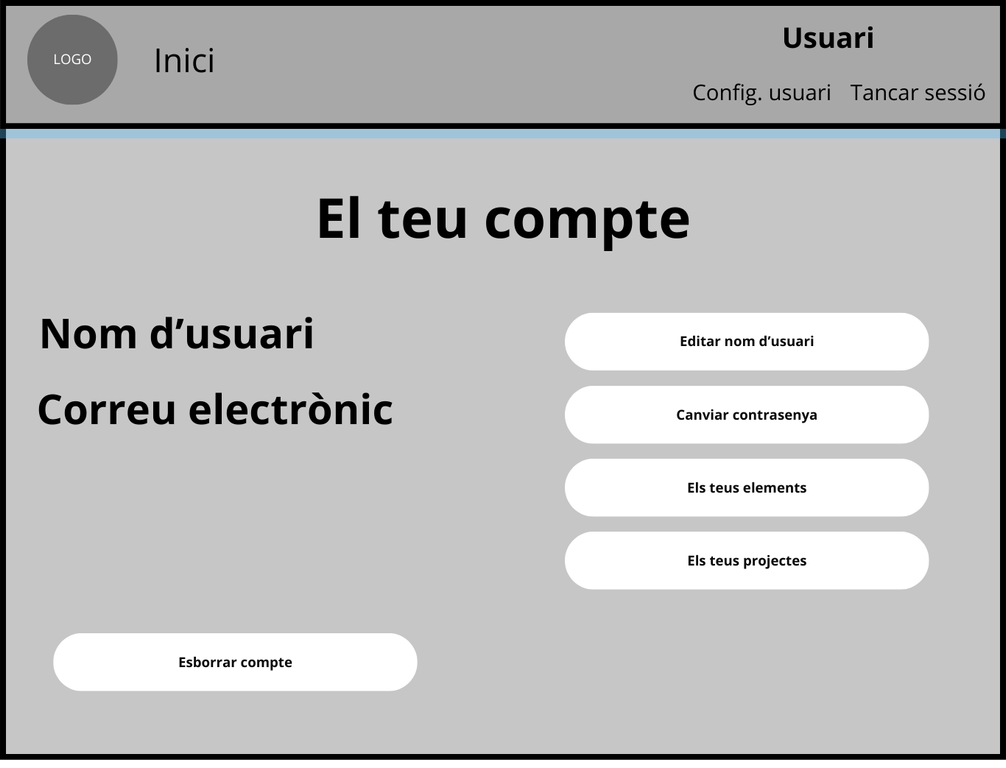 LOGO
Inici
Usuari
Config. usuari
Tancar sessió
El teu compte
Nom d’usuari
Correu electrònic
Editar nom d’usuari
Canviar contrasenya
Els teus elements
Els teus projectes
Esborrar compte